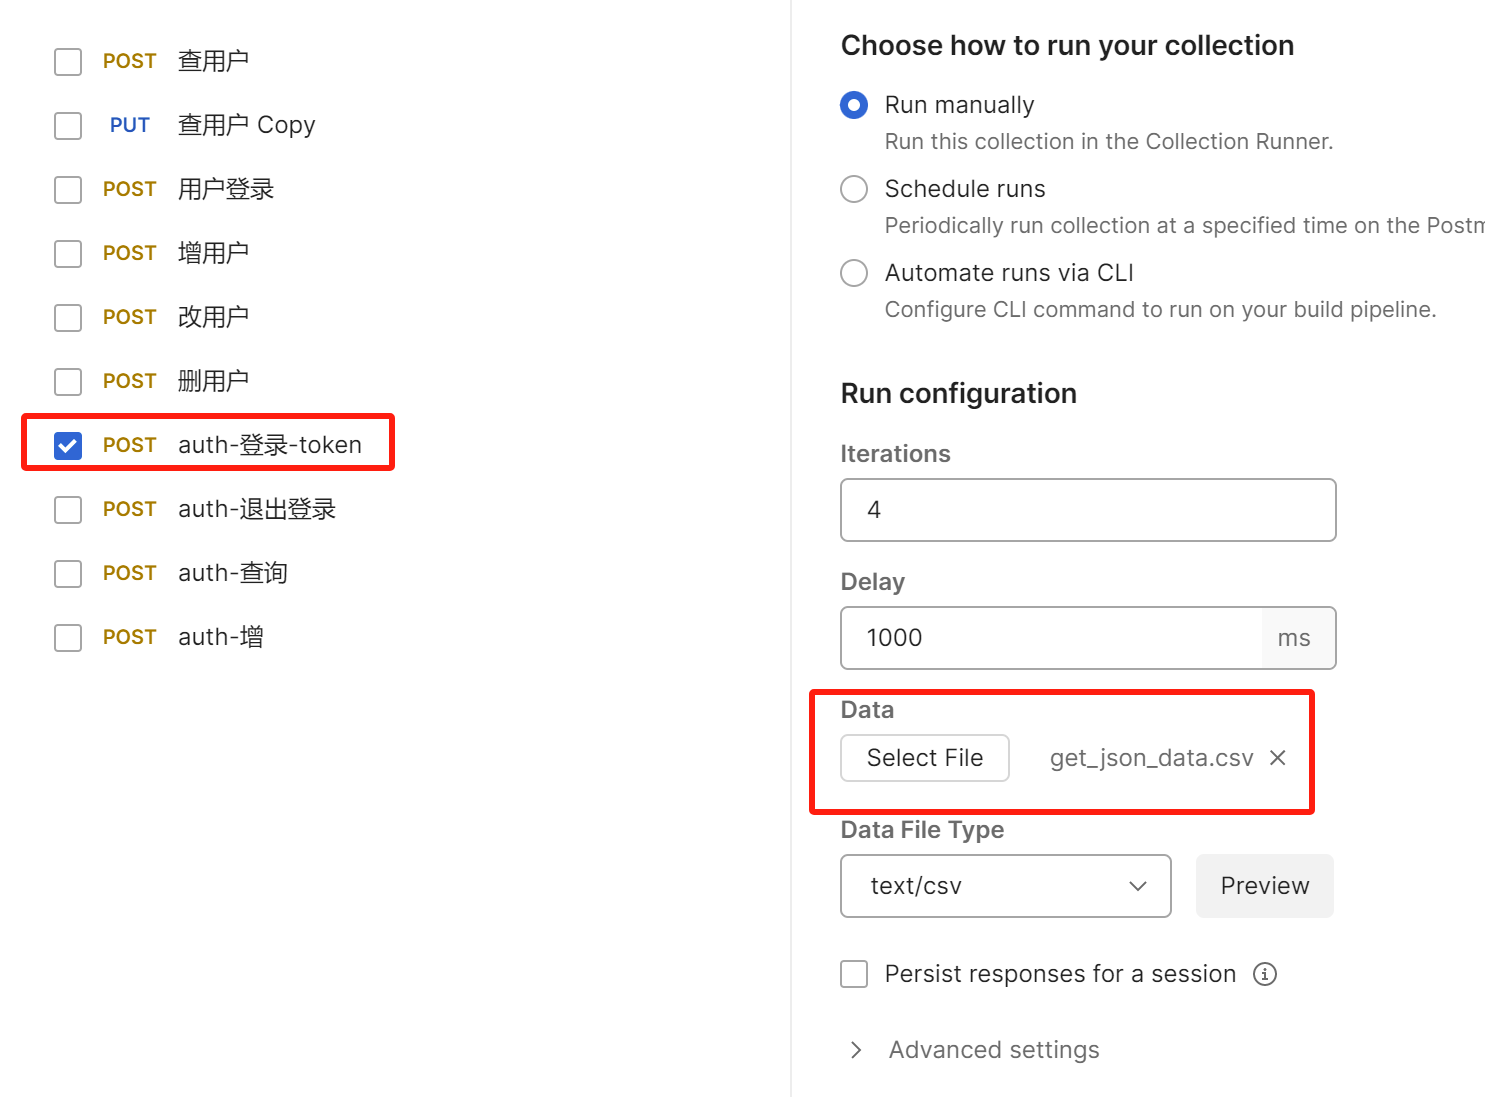 POST 查用户
PUT 查用户 Copy
POST 用户登录
POST 增用户
POST 改用户
POST 删用户
POST auth-登录-token
POST auth-退出登录
POST auth-查询
POST auth-增
Choose how to run your collection
Run manually
Run this collection in the Collection Runner.
Schedule runs
Periodically run collection at a specified time on the Postm
Automate runs via CLI
Configure CLI command to run on your build pipeline.
Run configuration
Iterations
4
Delay
1000 ms
Data
Select File get_json_data.csv
Data File Type
text/csv Preview
Persist responses for a session
Advanced settings